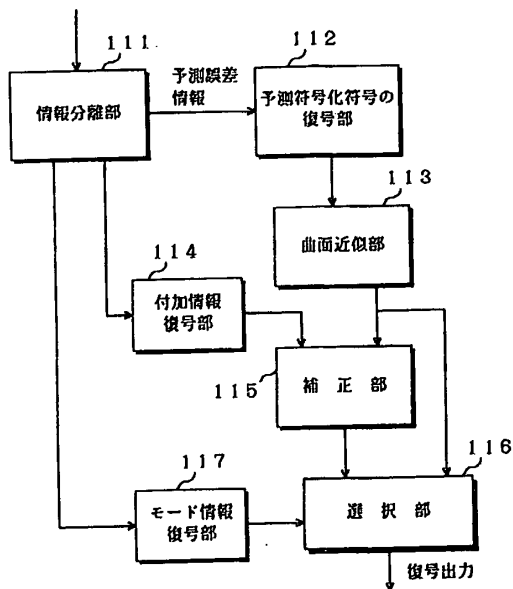 111
情報分離部
予測誤差
情報
112
予測符号化符号の
復号部
113
曲面近似部
114
付加情報
復号部
115
補正部
116
選択部
117
モード情報
復号部
復号出力